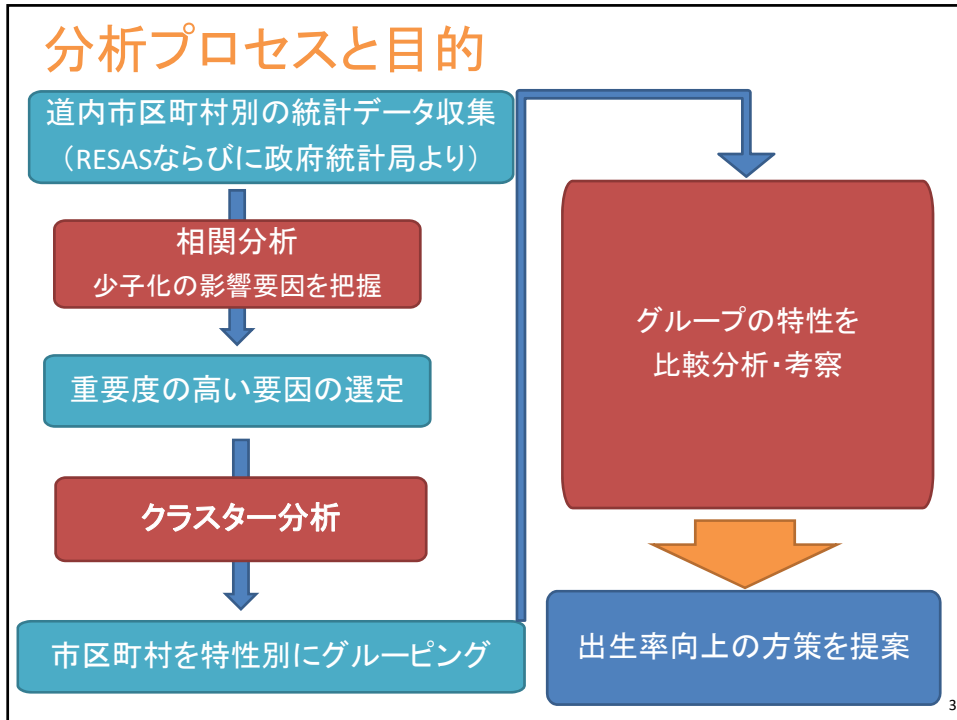 分析プロセスと目的
道内市区町村別の統計データ収集
（RESASならびに政府統計局より）
相関分析
少子化の影響要因を把握
重要度の高い要因の選定
クラスター分析
市区町村を特性別にグルーピング
グループの特性を
比較分析・考察
出生率向上の方策を提案
3